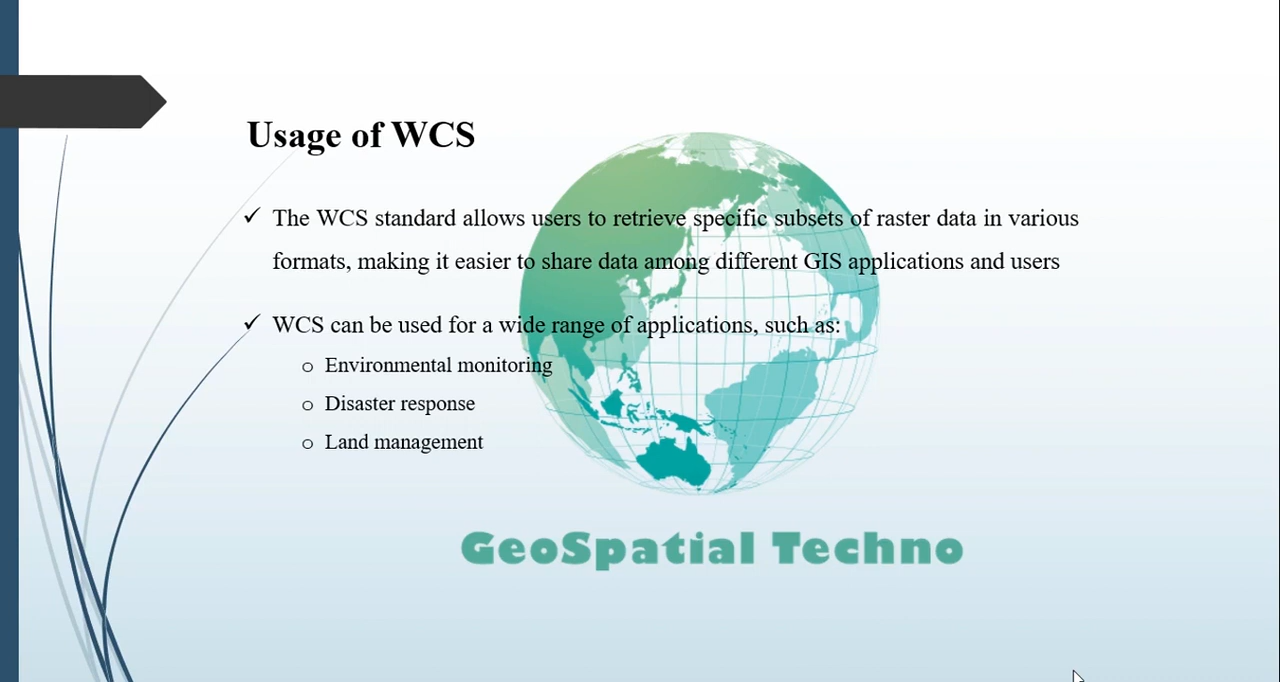 Usage of WCS
✓ The WCS standard allows users to retrieve specific subsets of raster data in various
formats, making it easier to share data among different GIS applications and users
✓ WCS can be used for a wide range of applications, such as:
o Environmental monitoring
o Disaster response
o Land management
GeoSpatial Techno